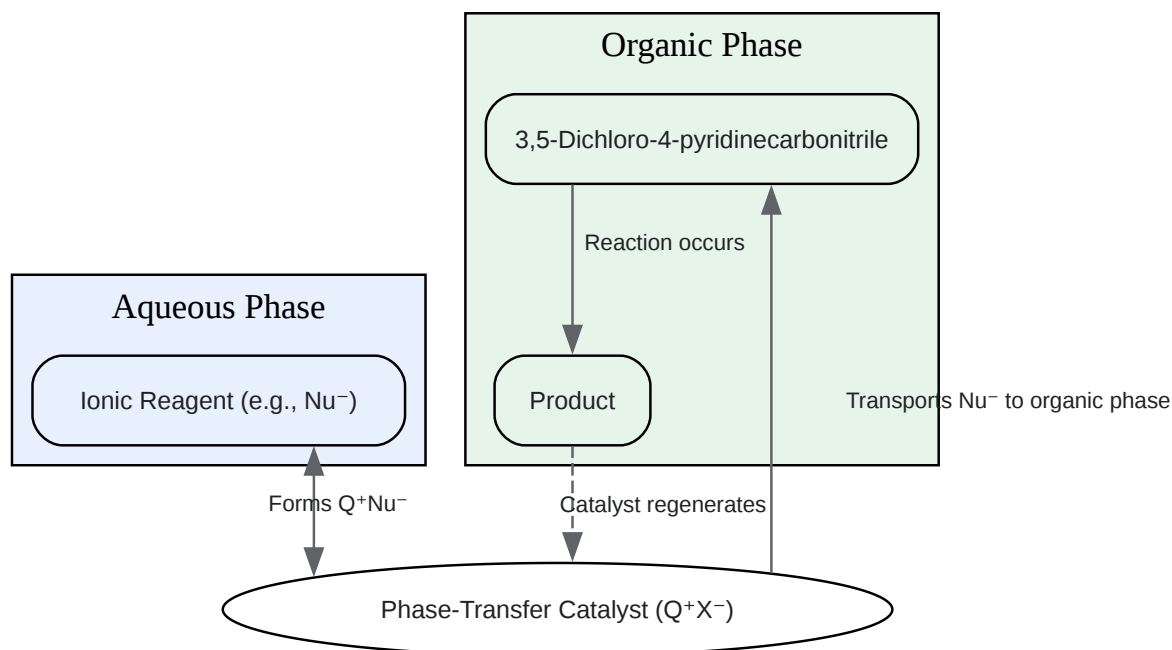 Organic Phase
3,5-Dichloro-4-pyridinecarbonitrile
Reaction occurs
Aqueous Phase
Ionic Reagent (e.g., Nu⁻)
Product
Transports Nu⁻ to organic phase
Forms Q⁺Nu⁻
Catalyst regenerates
Phase-Transfer Catalyst (Q⁺X⁻)